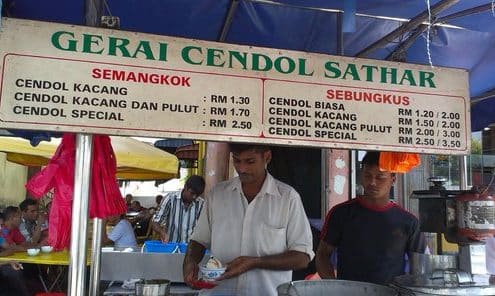 GERAI CENDOL SATHAR
SEMANGKOK
CENDOL KACANG : RM 1.30
CENDOL KACANG DAN PULUT : RM 1.70
CENDOL SPECIAL : RM 2.50
SEBUNGKUS
CENDOL BIASA RM 1.20 / 2.00
CENDOL KACANG RM 1.50 / 2.00
CENDOL KACANG PULUT RM 2.00 / 3.00
CENDOL SPECIAL RM 2.50 / 3.50